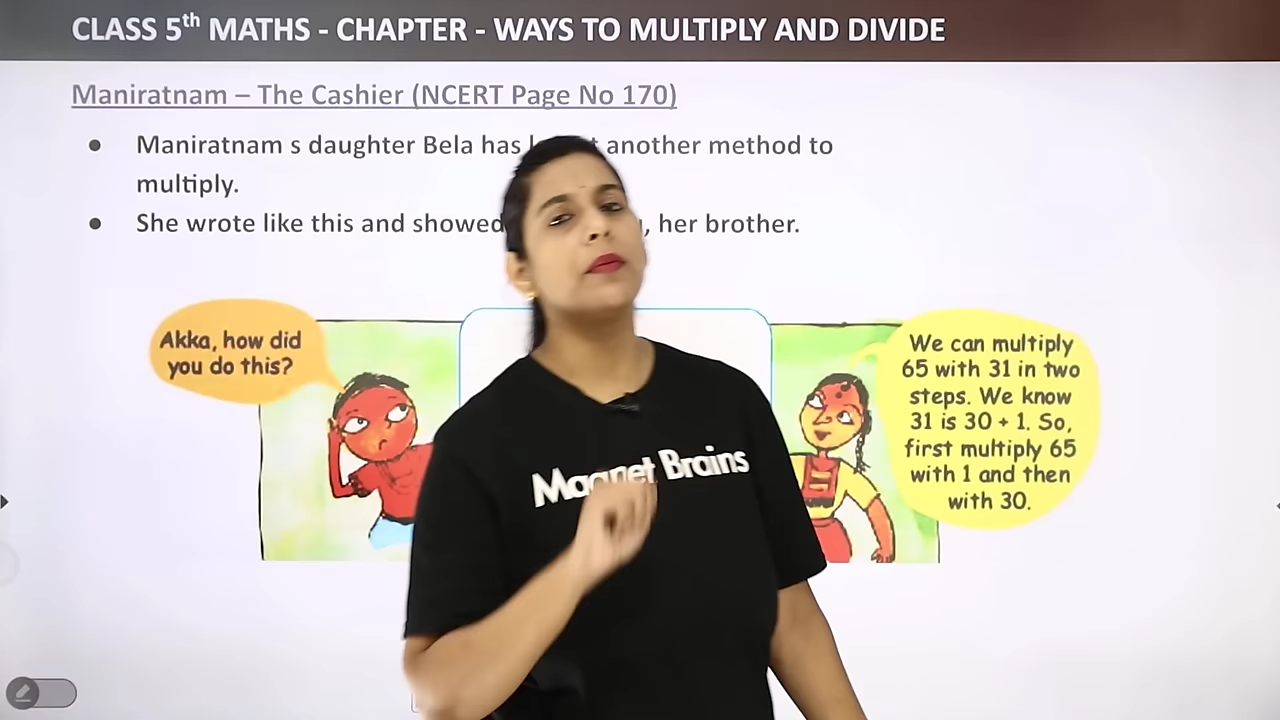 CLASS 5th MATHS - CHAPTER - WAYS TO MULTIPLY AND DIVIDE
Maniratnam – The Cashier (NCERT Page No 170)
● Maniratnam s daughter Bela has another method to
multiply.
● She wrote like this and showed , her brother.
Akka, how did
you do this?
We can multiply
65 with 31 in two
steps. We know
31 is 30 + 1. So,
first multiply 65
with 1 and then
with 30.
Magnet Brains